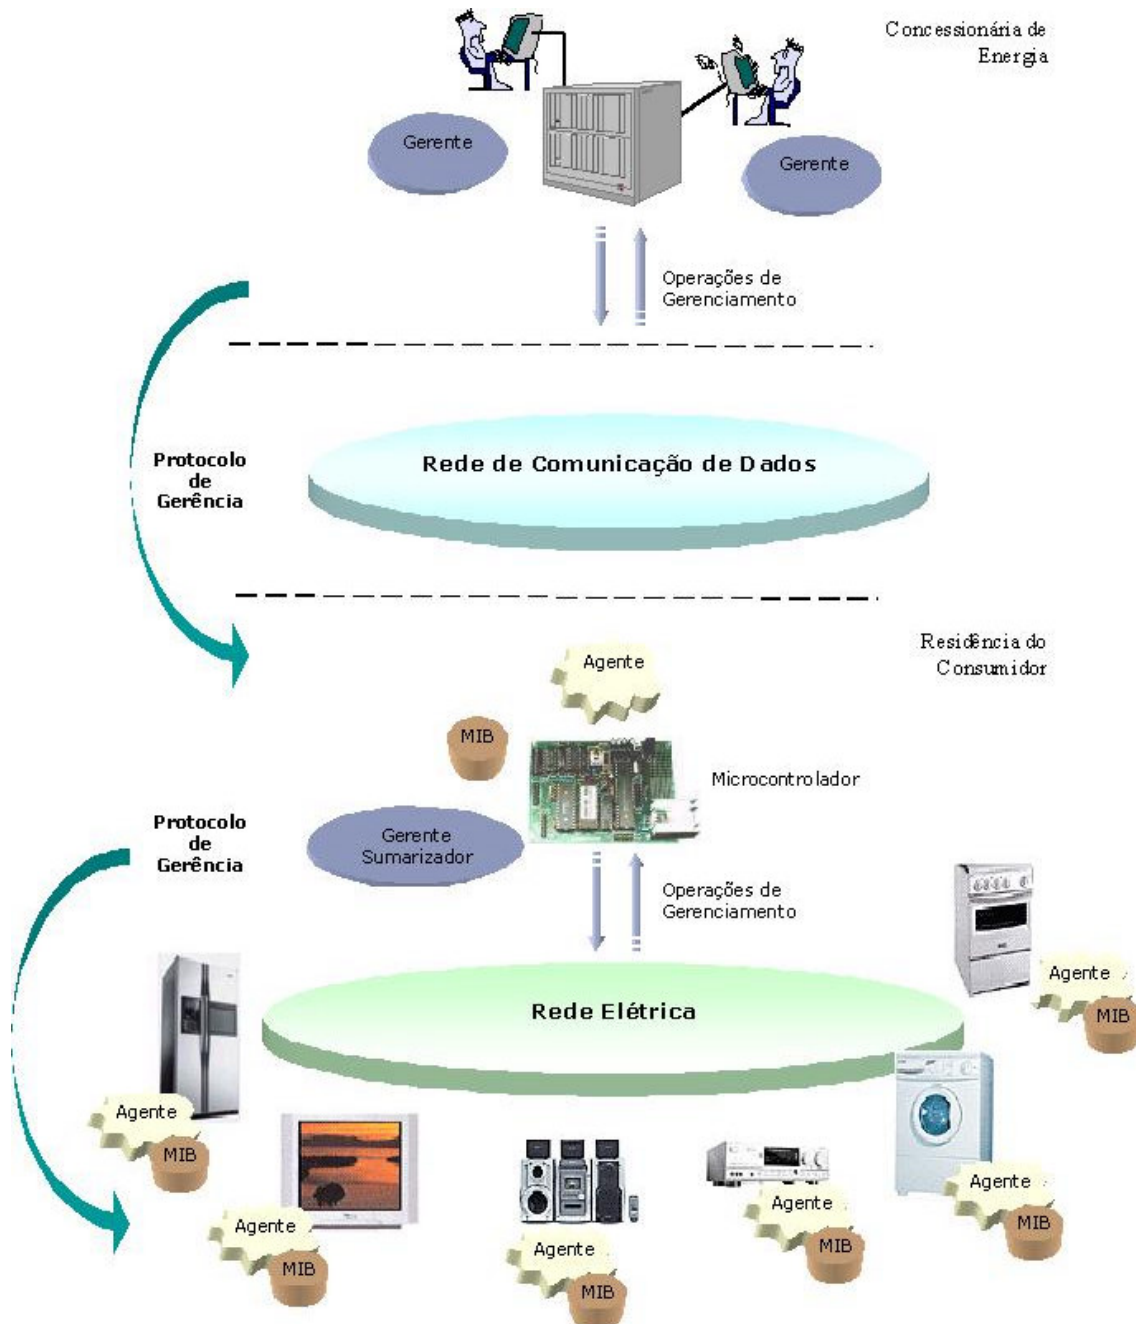 Concessionária de
Energia
Gerente
Gerente
Operações de
Gerenciamento
Rede de Comunicação de Dados
Protocolo
de
Gerência
Residência do
Consumidor
Agente
MIB
Microcontrolador
Protocolo
de
Gerência
Gerente
Sumarizador
Operações de
Gerenciamento
Agente
MIB
Rede Elétrica
Agente
MIB
Agente
MIB
Agente
MIB
Agente
MIB
Agente
MIB